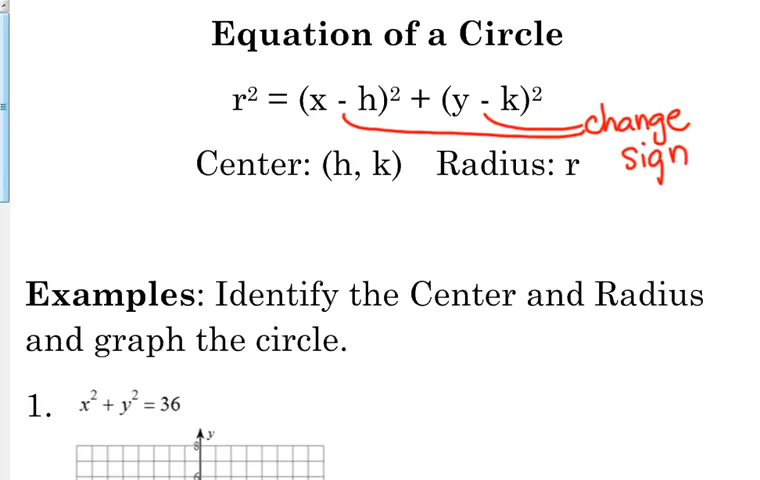 Equation of a Circle
r² = (x - h)² + (y - k)²
change
sign
Center: (h, k) Radius: r
Examples: Identify the Center and Radius
and graph the circle.
1. x² + y² = 36
y
8